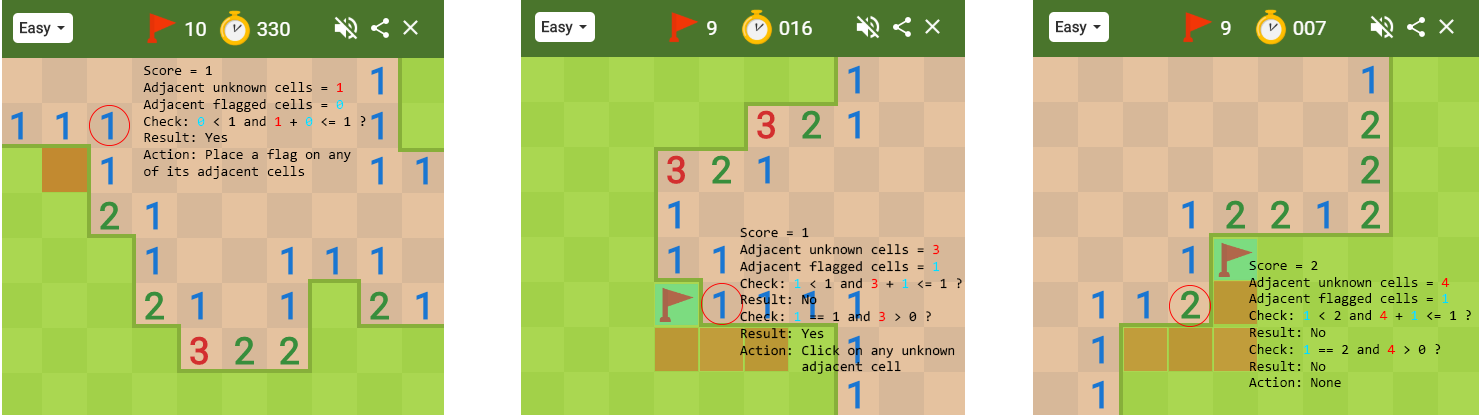 Easy 10 330
1
1 1 1 1
1 1 1
2 1
1 1 1 1
2 1 1 2 1
3 2 2
Score = 1
Adjacent unknown cells = 1
Adjacent flagged cells = 0
Check: 0 < 1 and 1 + 0 <= 1 ?
Result: Yes
Action: Place a flag on any
of its adjacent cells
Easy 9 016
1
3 2 1
3 2 1
1
1 1
1 1 1 1
1
1
Score = 1
Adjacent unknown cells = 3
Adjacent flagged cells = 1
Check: 1 < 1 and 3 + 1 <= 1 ?
Result: No
Check: 1 == 1 and 3 > 0 ?
Result: Yes
Action: Click on any unknown
adjacent cell
Easy 9 007
1
2
2
1 2 2 1 2
1
1 1 2
1
1
Score = 2
Adjacent unknown cells = 4
Adjacent flagged cells = 1
Check: 1 < 2 and 4 + 1 <= 1 ?
Result: No
Check: 1 == 2 and 4 > 0 ?
Result: No
Action: None